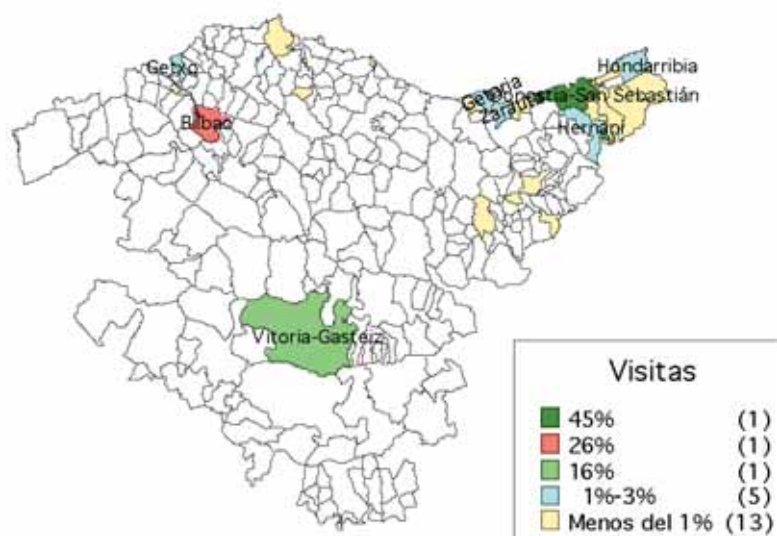 Getxo
Bilbao
Hondarribia
Getaria
Donostia-San Sebastián
Zarautz
Hernani
Vitoria-Gasteiz
Visitas
45% (1)
26% (1)
16% (1)
1%-3% (5)
Menos del 1% (13)